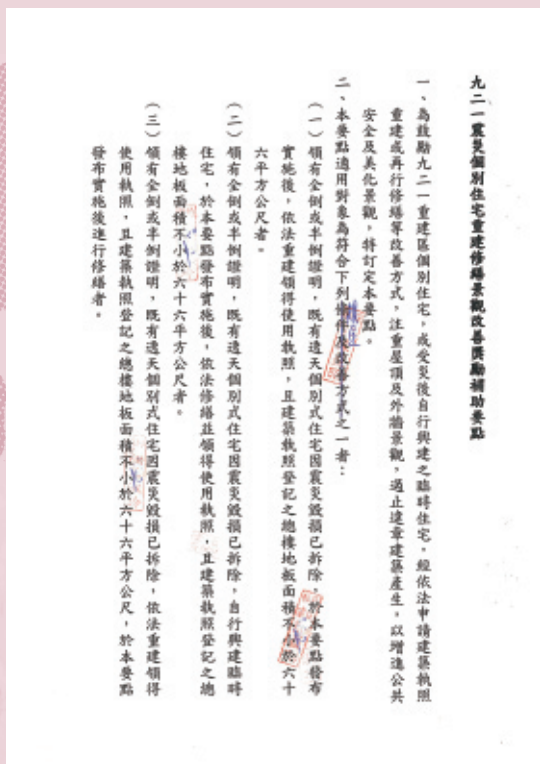 九二一震災個別住宅重建修繕景觀改善獎勵補助要點
一、為鼓勵九二一重建區個別住宅，或受災後自行興建之臨時住宅，經依法申請建築執照
重建或再行修繕等改善方式，注重屋頂及外牆景觀，遏止違章建築產生，以增進公共
安全及美化景觀，特訂定本要點。
二、本要點適用對象為符合下列條件及改善方式之一者：
（一）領有全倒或半倒證明，既有透天個別式住宅因震災毀損已拆除，於本要點發布
實施後，依法重建領得使用執照，且建築執照登記之總樓地板面積不小於六十
六平方公尺者。
（二）領有全倒或半倒證明，既有透天個別式住宅因震災毀損已拆除，自行興建臨時
住宅，於本要點發布實施後，依法修繕並領得使用執照，且建築執照登記之總
樓地板面積不小於六十六平方公尺者。
（三）領有全倒或半倒證明，既有透天個別式住宅因震災毀損已拆除，依法重建領得
使用執照，且建築執照登記之總樓地板面積不小於六十六平方公尺，於本要點
發布實施後進行修繕者。